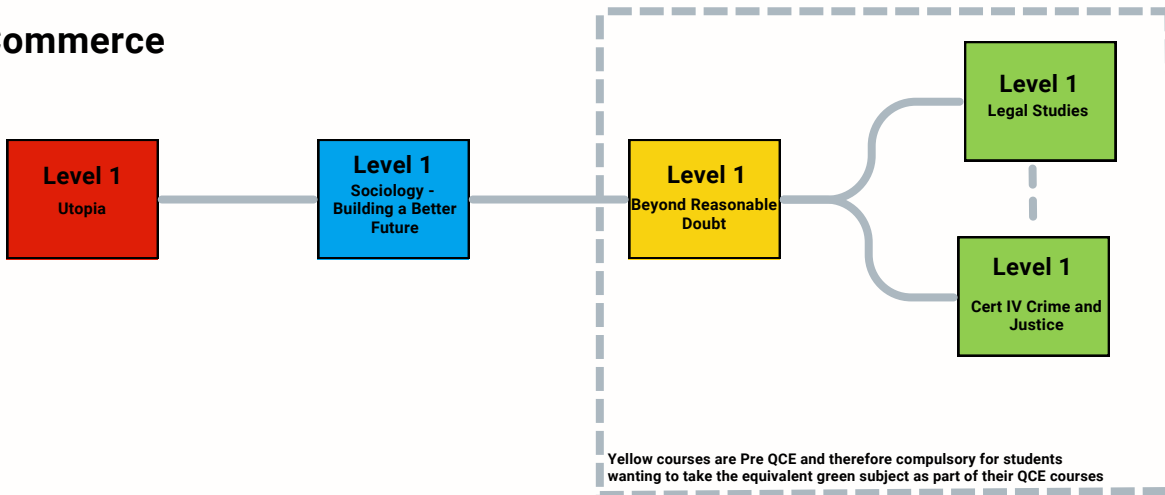 ommerce
Level 1
Utopia
Level 1
Sociology -
Building a Better
Future
Level 1
Beyond Reasonable
Doubt
Level 1
Legal Studies
Level 1
Cert IV Crime and
Justice
Yellow courses are Pre QCE and therefore compulsory for students
wanting to take the equivalent green subject as part of their QCE courses